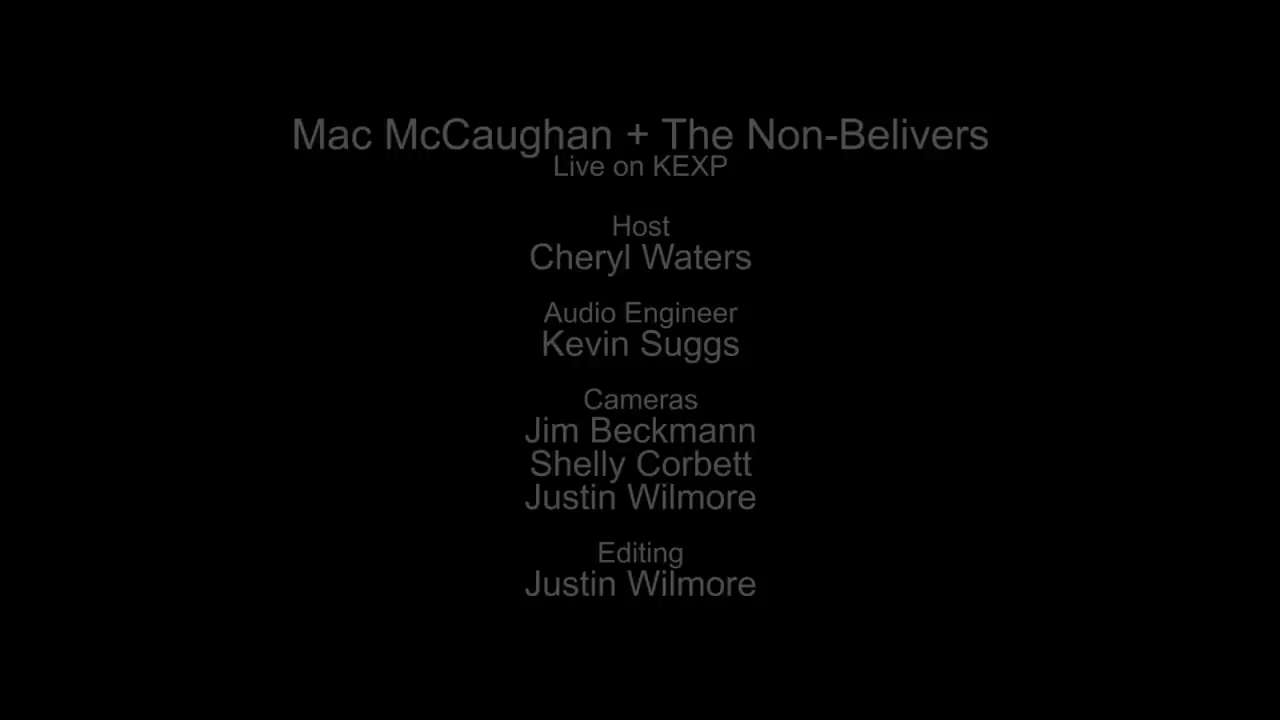 Mac McCaughan + The Non-Belivers
Live on KEXP
Host
Cheryl Waters
Audio Engineer
Kevin Suggs
Cameras
Jim Beckmann
Shelly Corbett
Justin Wilmore
Editing
Justin Wilmore